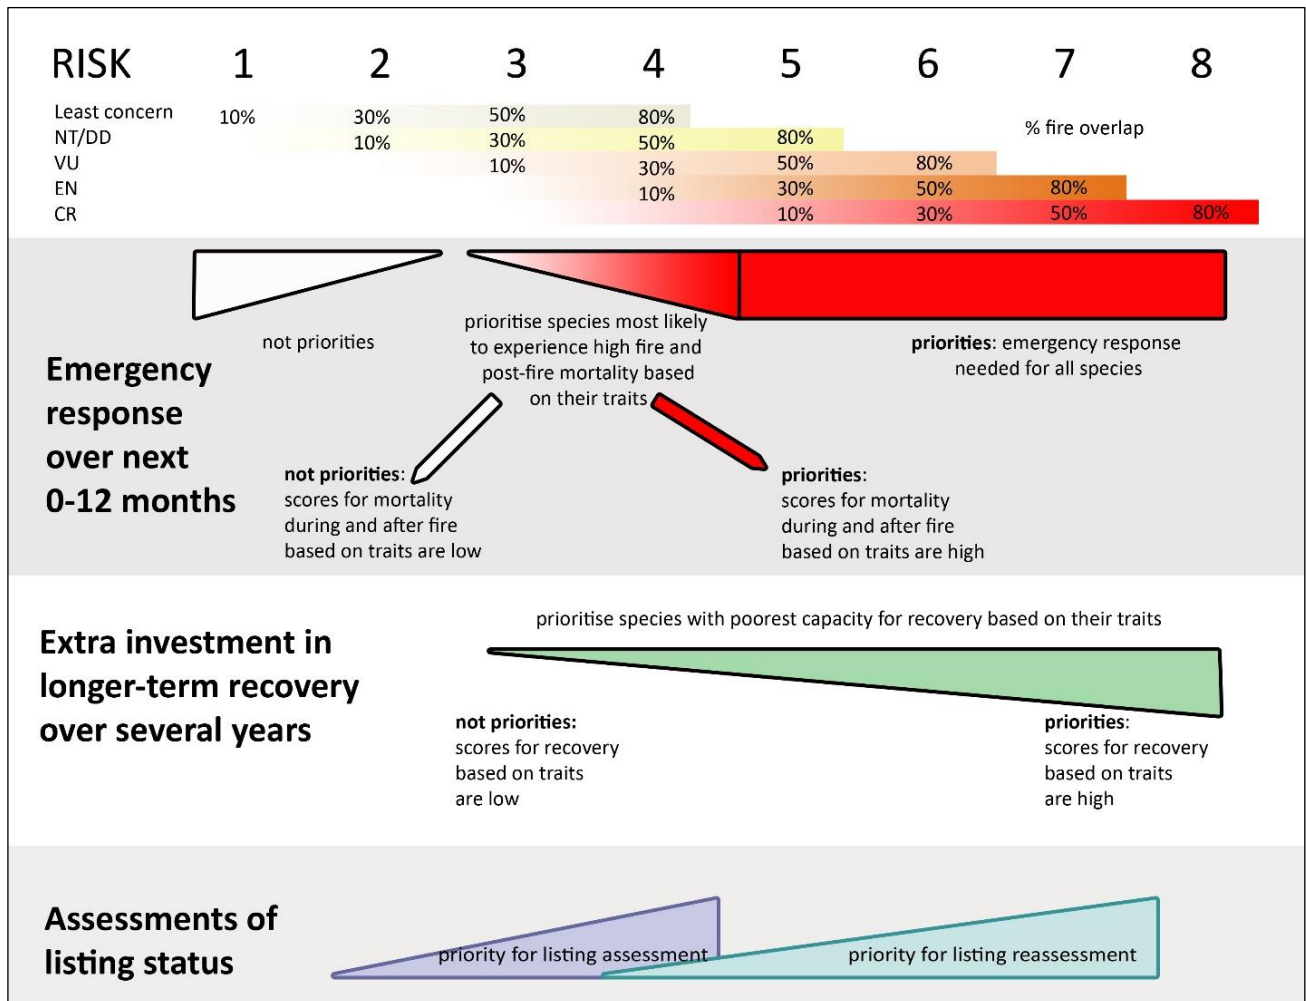 RISK 1 2 3 4 5 6 7 8
Least concern 10% 30% 50% 80%
% fire overlap
NT/DD 10% 30% 50% 80%
VU 10% 30% 50% 80%
EN 10% 30% 50% 80%
CR 10% 30% 50% 80%
Emergency
response
over next
0-12 months
not priorities
prioritise species most likely
to experience high fire and
post-fire mortality based
on their traits
priorities: emergency response
needed for all species
not priorities:
scores for mortality
during and after fire
based on traits are low
priorities:
scores for mortality
during and after fire
based on traits are high
Extra investment in
longer-term recovery
over several years
prioritise species with poorest capacity for recovery based on their traits
not priorities:
scores for recovery
based on traits
are low
priorities:
scores for recovery
based on traits
are high
Assessments of
listing status
priority for listing assessment
priority for listing reassessment